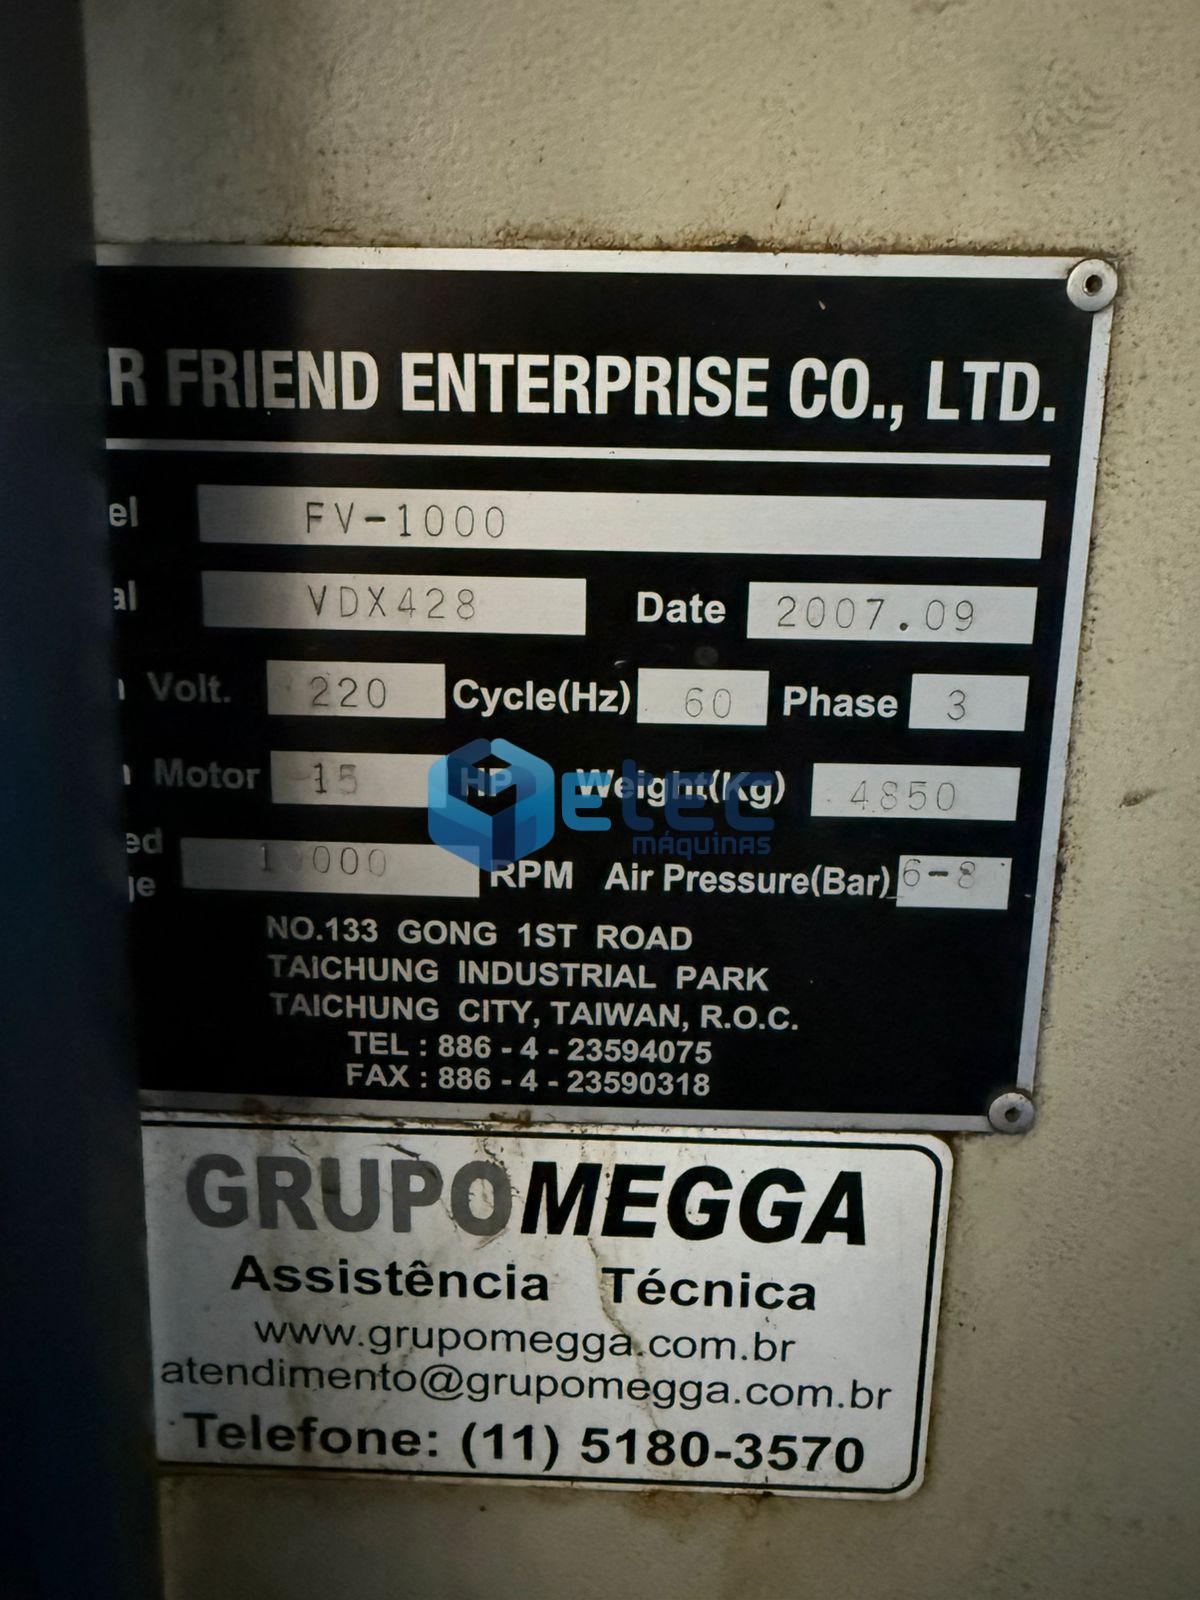 R FRIEND ENTERPRISE CO., LTD.
el FV-1000
al VDX428 Date 2007.09
Volt. 220 Cycle(Hz) 60 Phase 3
Motor 15 HP Weight(Kg) 4850
ed
ge RPM Air Pressure(Bar) 6-8
NO.133 GONG 1ST ROAD
TAICHUNG INDUSTRIAL PARK
TAICHUNG CITY, TAIWAN, R.O.C.
TEL : 886 - 4 - 23594075
FAX : 886 - 4 - 23590318
eLec
máquinas
GRUPOMEGGA
Assistência Técnica
www.grupomegga.com.br
atendimento@grupomegga.com.br
Telefone: (11) 5180-3570